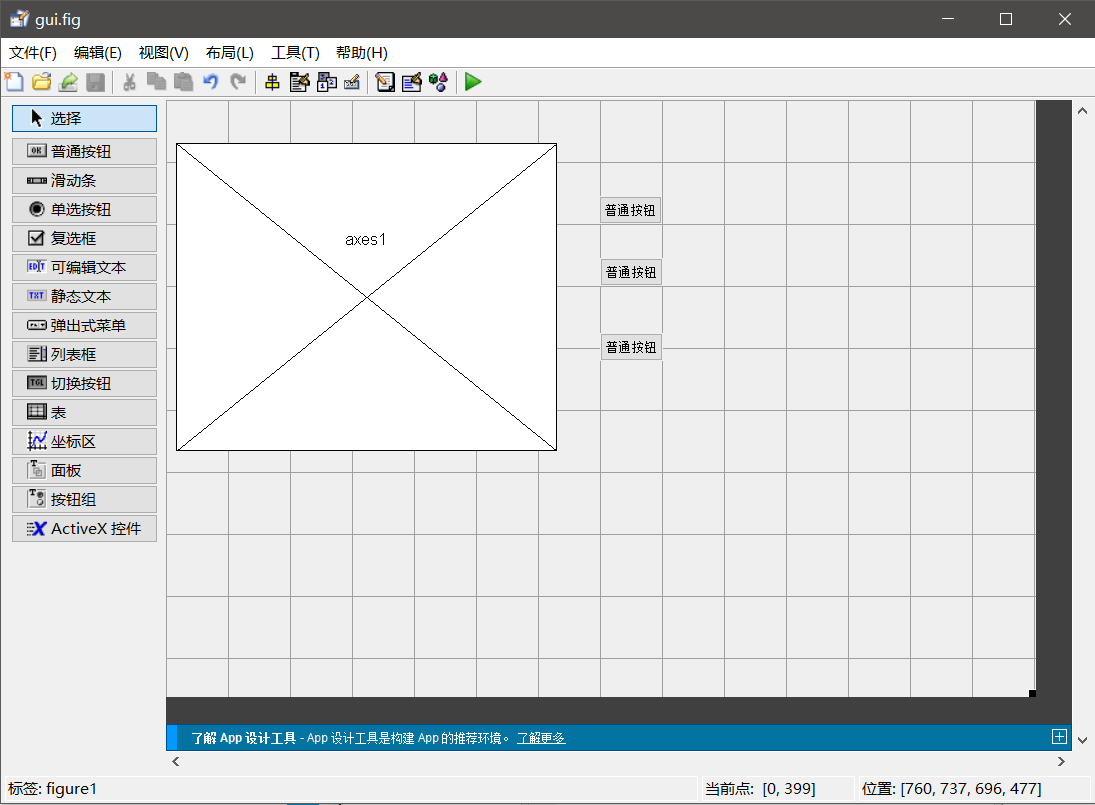 gui.fig
文件(F) 编辑(E) 视图(V) 布局(L) 工具(T) 帮助(H)
选择
OK 普通按钮
滑动条
单选按钮
复选框
EDIT 可编辑文本
TXT 静态文本
弹出式菜单
列表框
TGL 切换按钮
表
坐标区
T 面板
T 按钮组
X ActiveX 控件
axes1
普通按钮
普通按钮
普通按钮
了解 App 设计工具 - App 设计工具是构建 App 的推荐环境。 了解更多
标签: figure1 当前点: [0, 399] 位置: [760, 737, 696, 477]